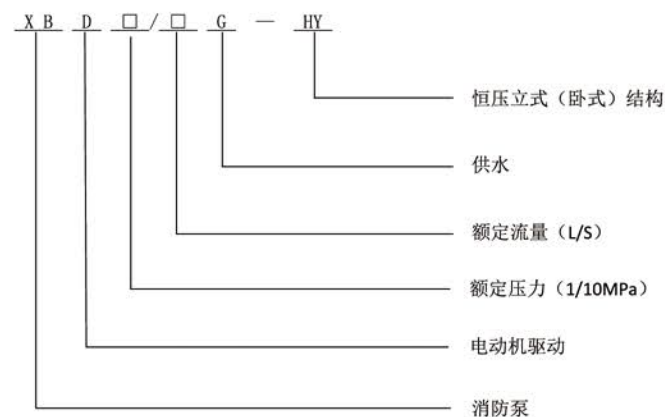 XB D □/□ G — HY
恒压立式（卧式）结构
供水
额定流量（L/S）
额定压力（1/10MPa）
电动机驱动
消防泵